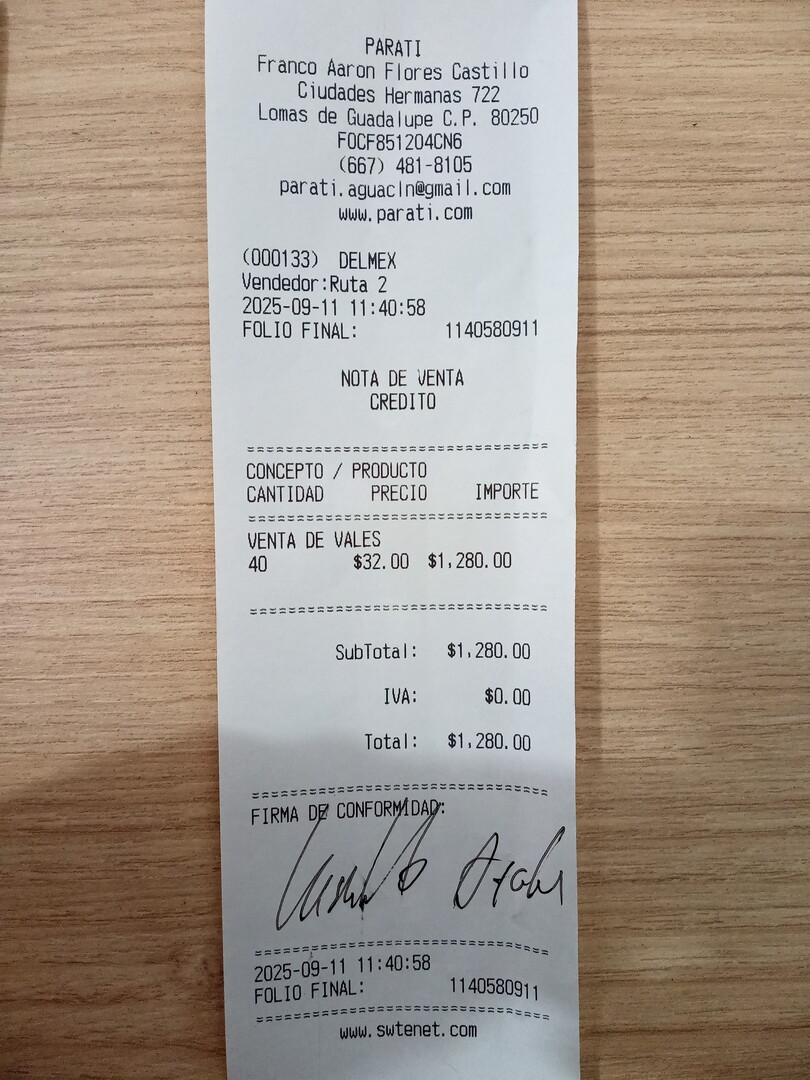 PARATI
Franco Aaron Flores Castillo
Ciudades Hermanas 722
Lomas de Guadalupe C.P. 80250
FOCF851204CN6
(667) 481-8105
parati.aguacln@gmail.com
www.parati.com
(000133) DELMEX
Vendedor:Ruta 2
2025-09-11 11:40:58
FOLIO FINAL: 1140580911
NOTA DE VENTA
CREDITO
CONCEPTO / PRODUCTO
CANTIDAD PRECIO IMPORTE
VENTA DE VALES
40 $32.00 $1,280.00
SubTotal: $1,280.00
IVA: $0.00
Total: $1,280.00
FIRMA DE CONFORMIDAD:
2025-09-11 11:40:58
FOLIO FINAL: 1140580911
www.swtenet.com